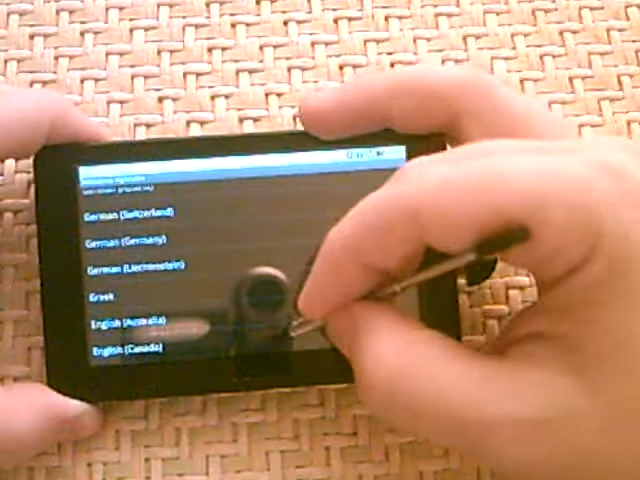 German (Switzerland)
German (Germany)
German (Liechtenstein)
Greek
English (Australia)
English (Canada)